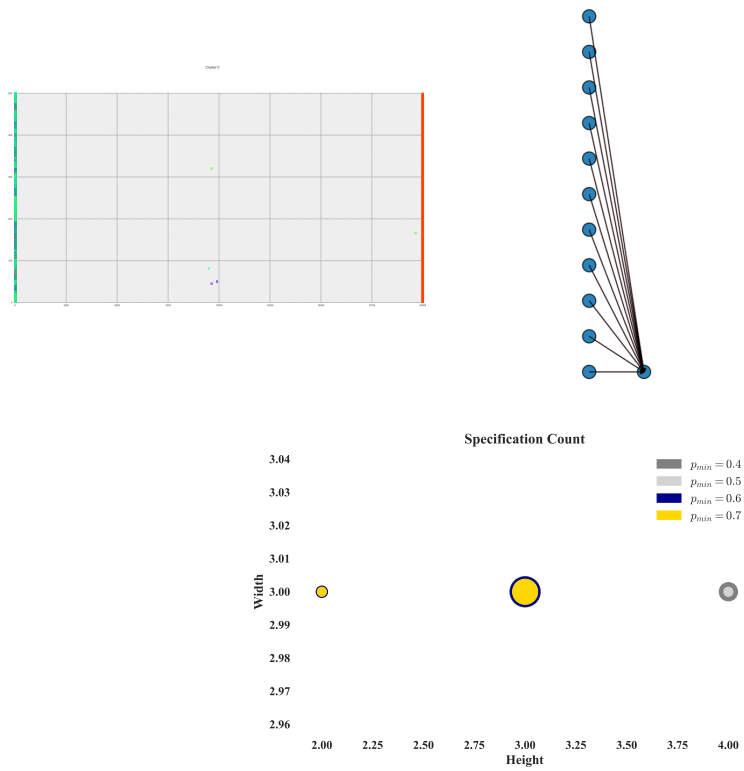 Specification Count
3.04
3.03
3.02
3.01
3.00
2.99
2.98
2.97
2.96
Width
p_min = 0.4
p_min = 0.5
p_min = 0.6
p_min = 0.7
2.00 2.25 2.50 2.75 3.00 3.25 3.50 3.75 4.00
Height